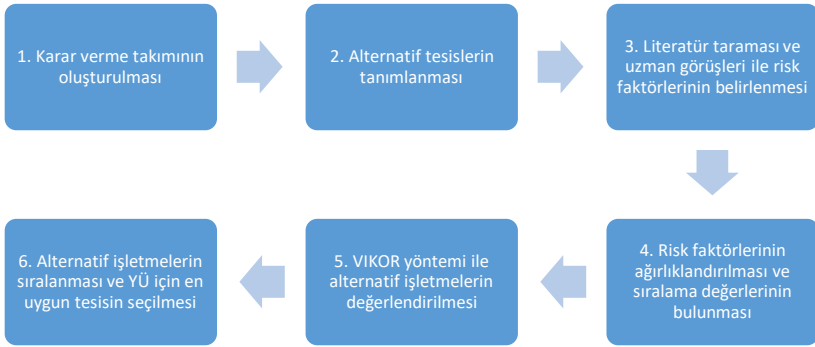 1. Karar verme takımının
oluşturulması
2. Alternatif tesislerin
tanımlanması
3. Literatür taraması ve
uzman görüşleri ile risk
faktörlerinin belirlenmesi
4. Risk faktörlerinin
ağırlıklandırılması ve
sıralama değerlerinin
bulunması
5. VIKOR yöntemi ile
alternatif işletmelerin
değerlendirilmesi
6. Alternatif işletmelerin
sıralanması ve YÜ için en
uygun tesisin seçilmesi